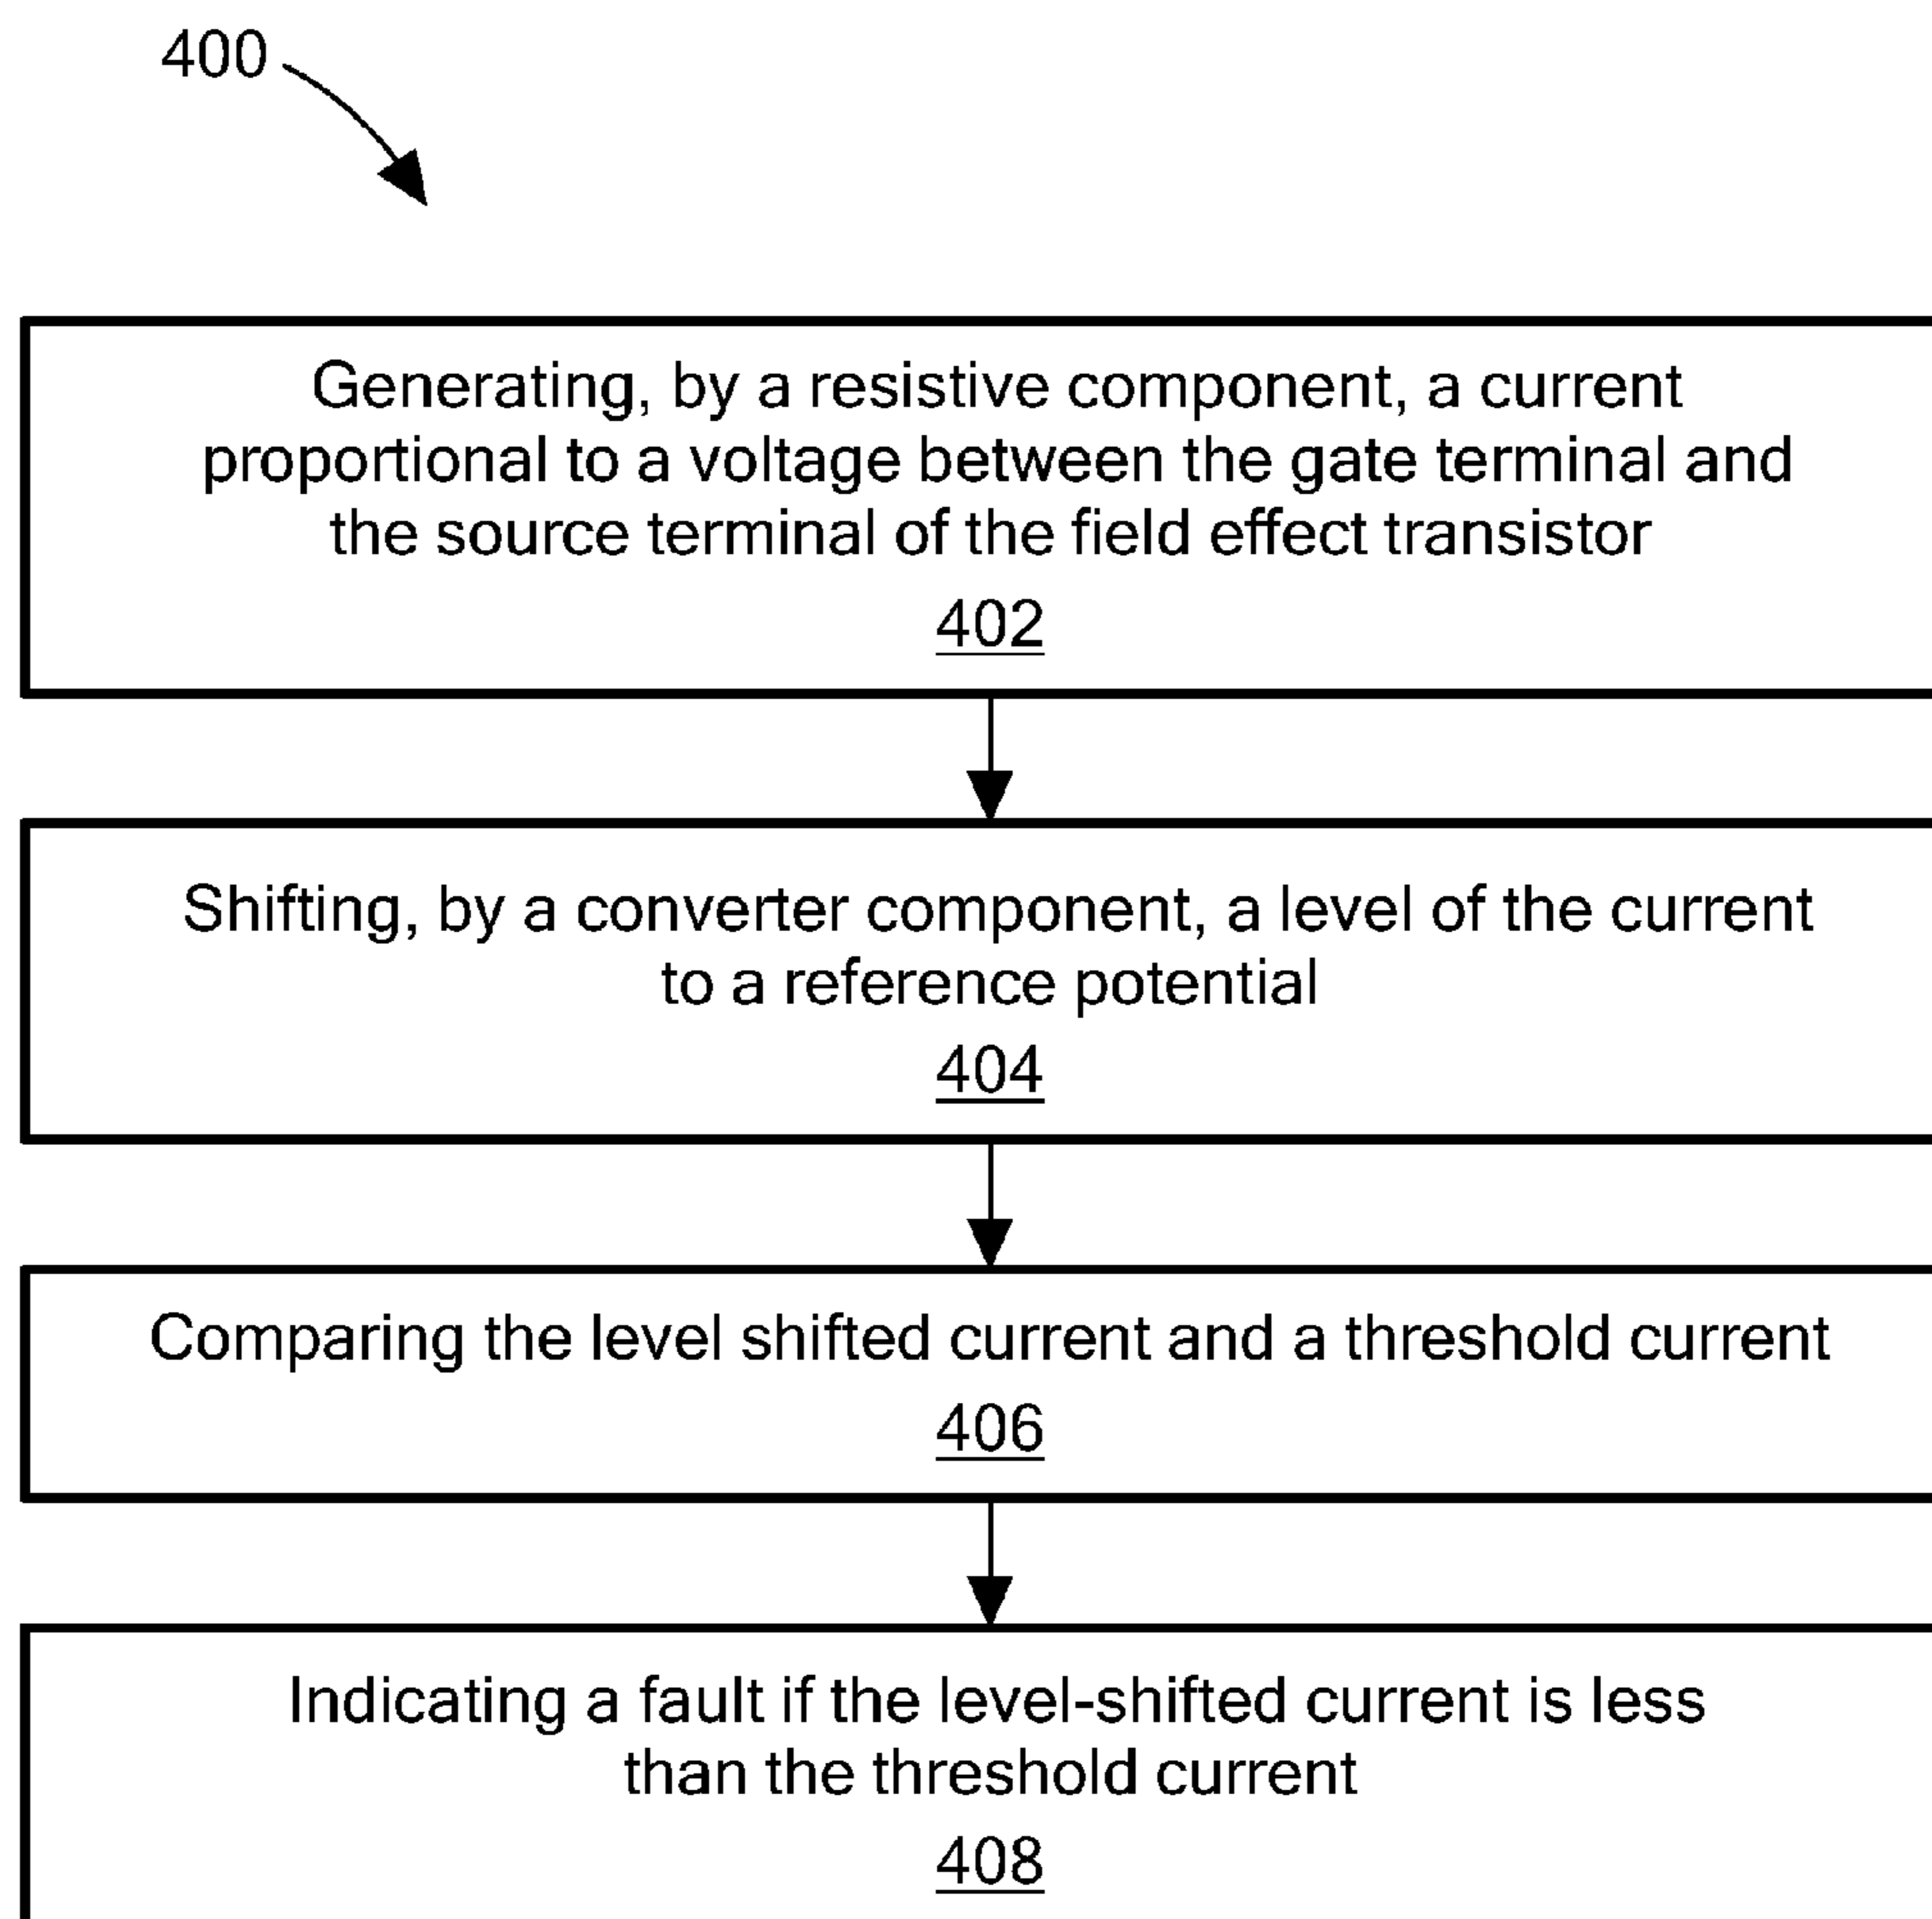 400
Generating, by a resistive component, a current
proportional to a voltage between the gate terminal and
the source terminal of the field effect transistor
402
Shifting, by a converter component, a level of the current
to a reference potential
404
Comparing the level shifted current and a threshold current
406
Indicating a fault if the level-shifted current is less
than the threshold current
408